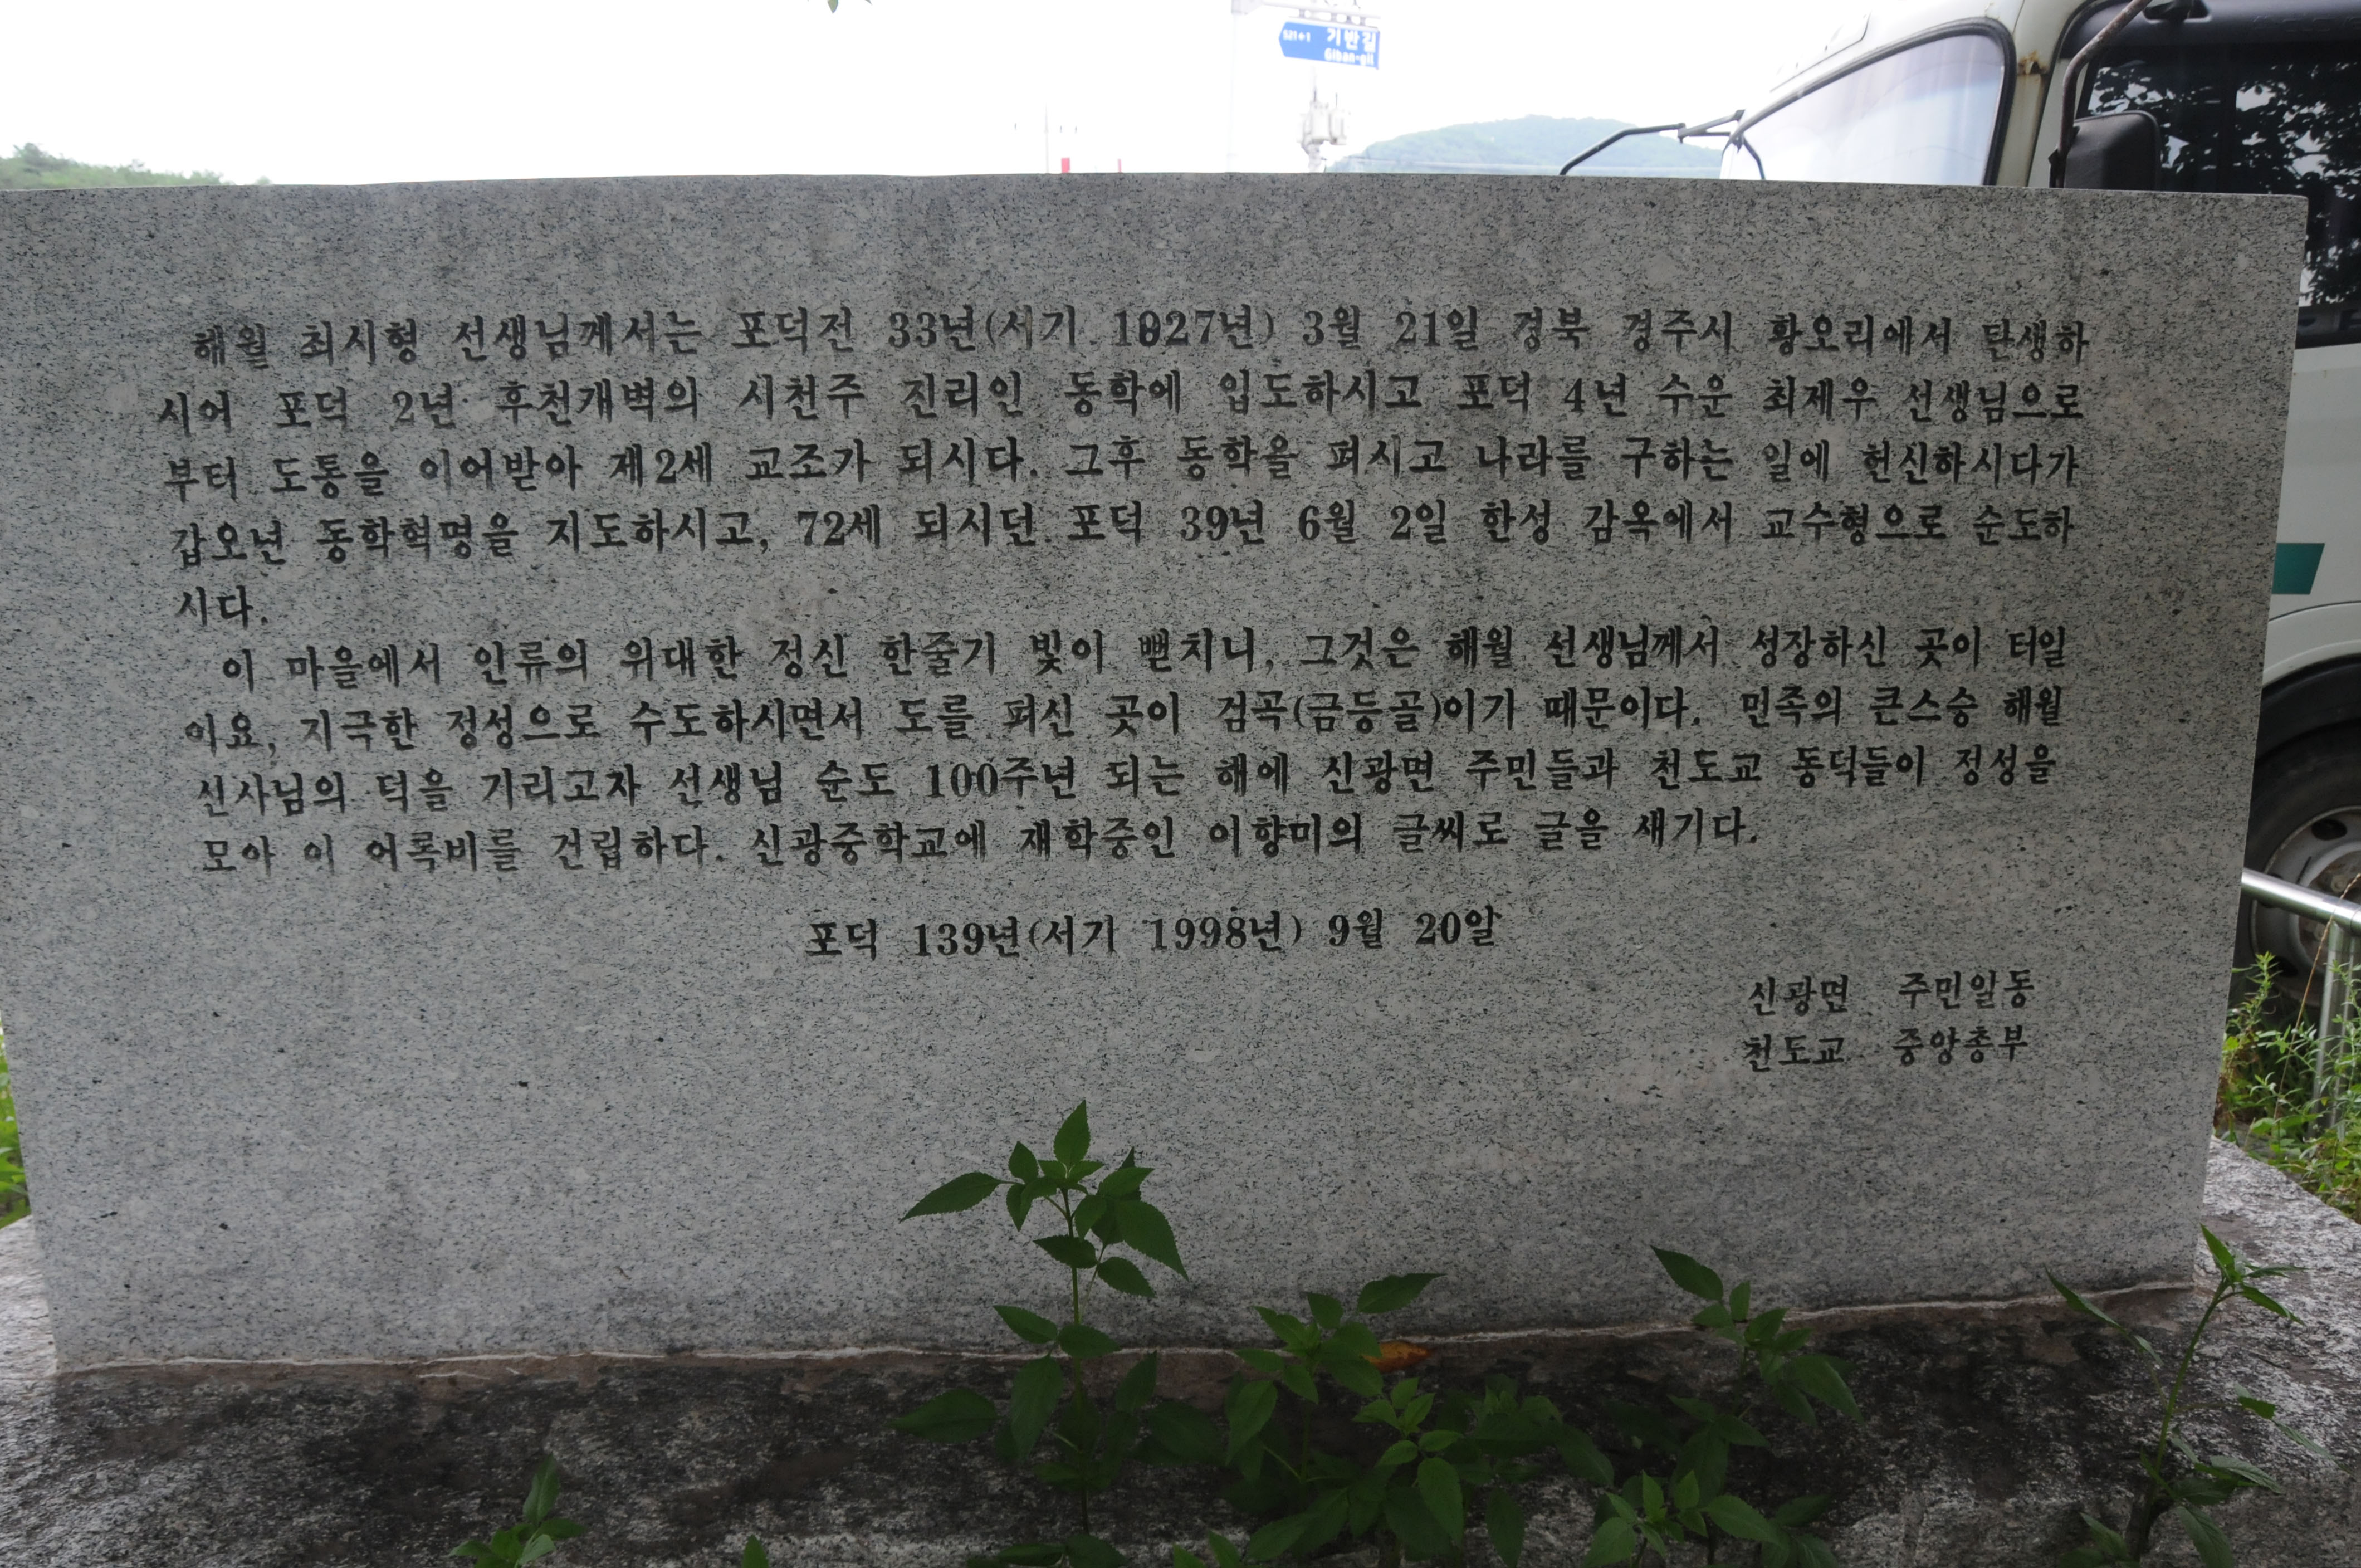 521←1 기반길
Giban-gil
해월 최시형 선생님께서는 포덕전 33년(서기 1827년) 3월 21일 경북 경주시 황오리에서 탄생하
시어 포덕 2년 후천개벽의 시천주 진리인 동학에 입도하시고 포덕 4년 수운 최제우 선생님으로
부터 도통을 이어받아 제2세 교조가 되시다. 그후 동학을 펴시고 나라를 구하는 일에 헌신하시다가
갑오년 동학혁명을 지도하시고, 72세 되시던 포덕 39년 6월 2일 한성 감옥에서 교수형으로 순도하
시다.
이 마을에서 인류의 위대한 정신 한줄기 빛이 뻗치니, 그것은 해월 선생님께서 성장하신 곳이 터일
이요, 지극한 정성으로 수도하시면서 도를 펴신 곳이 검곡(금등골)이기 때문이다. 민족의 큰스승 해월
신사님의 덕을 기리고자 선생님 순도 100주년 되는 해에 신광면 주민들과 천도교 동덕들이 정성을
모아 이 어록비를 건립하다. 신광중학교에 재학중인 이향미의 글씨로 글을 새기다.
포덕 139년(서기 1998년) 9월 20일
신광면 주민일동
천도교 중앙총부